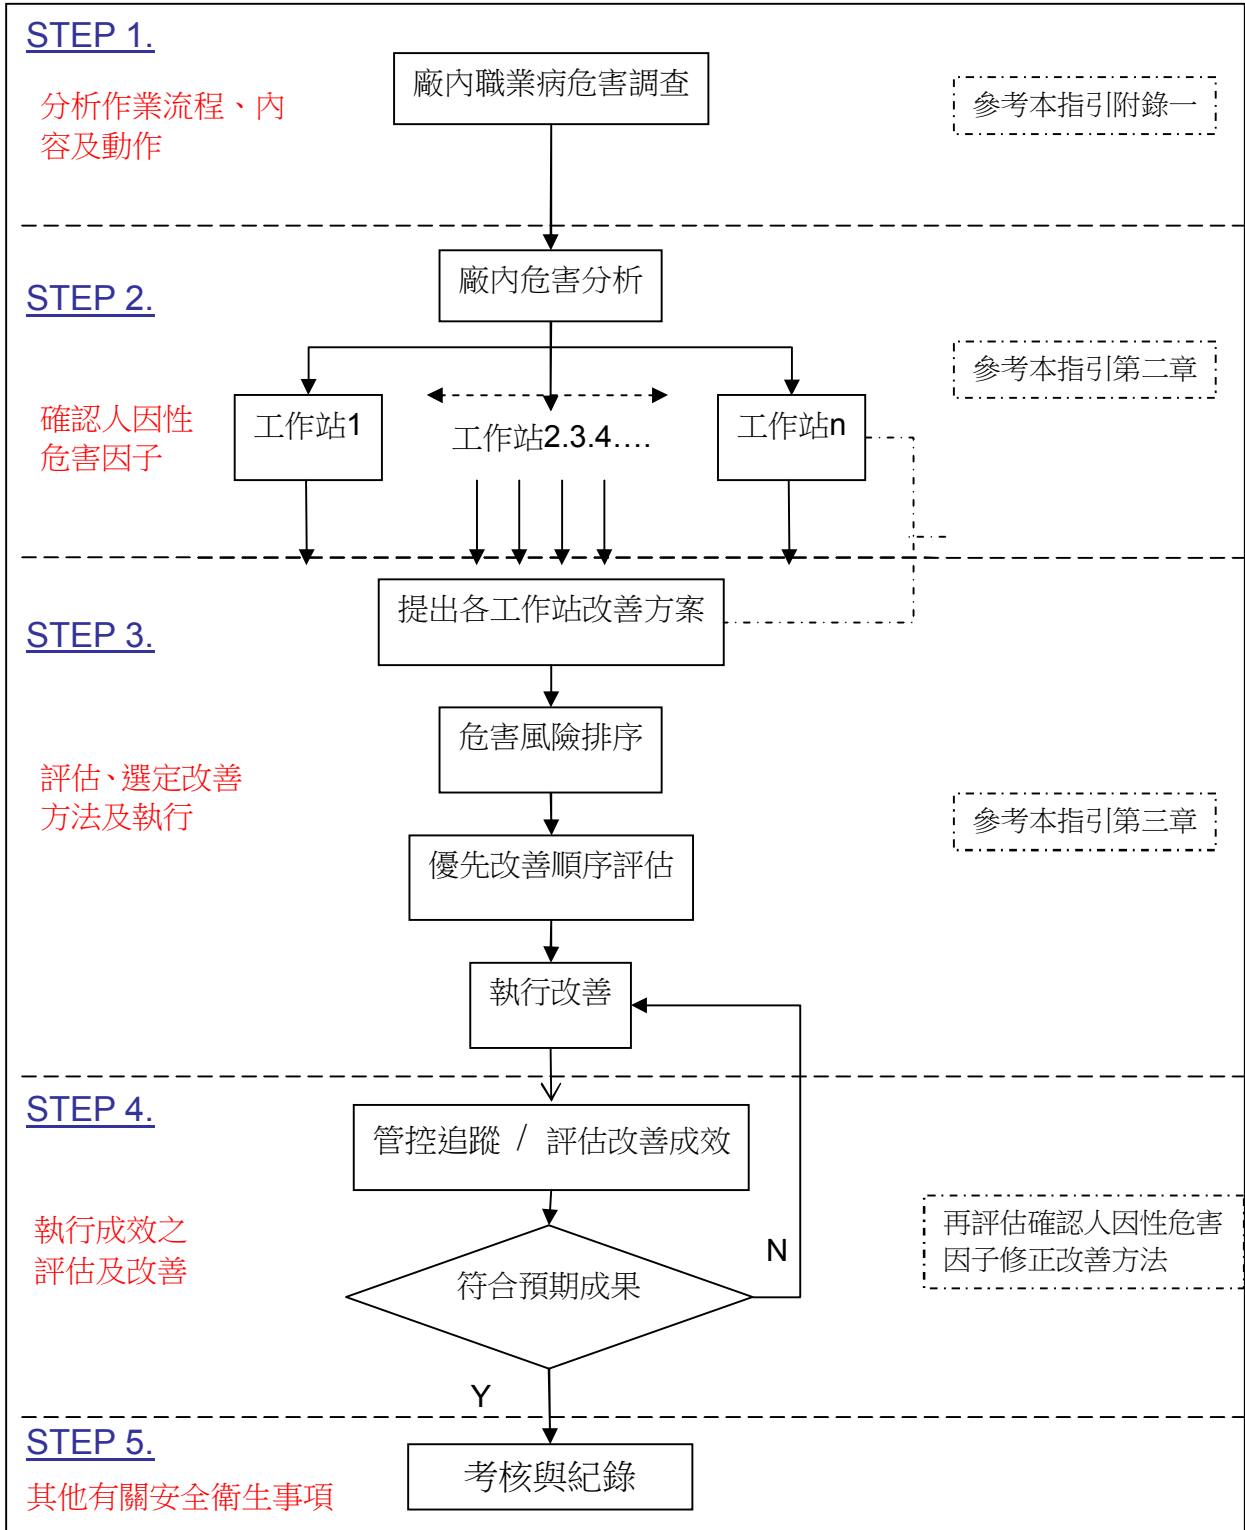 STEP 1.
廠內職業病危害調查
分析作業流程、內
容及動作
參考本指引附錄一
廠內危害分析
STEP 2.
參考本指引第二章
確認人因性
危害因子
工作站1
工作站2.3.4....
工作站n
提出各工作站改善方案
STEP 3.
危害風險排序
評估、選定改善
方法及執行
參考本指引第三章
優先改善順序評估
執行改善
STEP 4.
管控追蹤 / 評估改善成效
執行成效之
評估及改善
再評估確認人因性危害
因子修正改善方法
N
符合預期成果
Y
STEP 5.
考核與紀錄
其他有關安全衛生事項